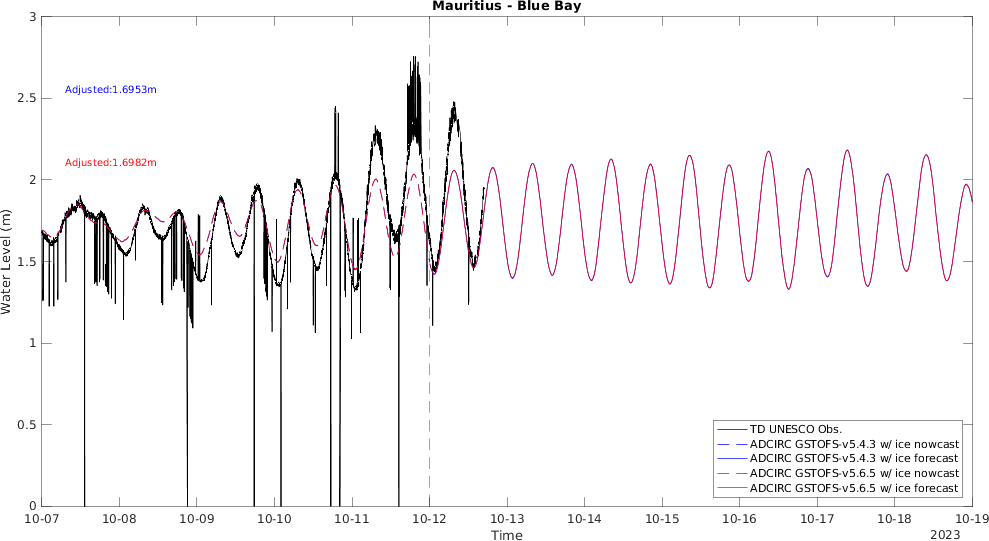 Mauritius - Blue Bay
3
2.5
2
1.5
1
0.5
0
Water Level (m)
Adjusted:1.6953m
Adjusted:1.6982m
TD UNESCO Obs.
ADCIRC GSTOFS-v5.4.3 w/ ice nowcast
ADCIRC GSTOFS-v5.4.3 w/ ice forecast
ADCIRC GSTOFS-v5.6.5 w/ ice nowcast
ADCIRC GSTOFS-v5.6.5 w/ ice forecast
10-07 10-08 10-09 10-10 10-11 10-12 10-13 10-14 10-15 10-16 10-17 10-18 10-19
Time
2023